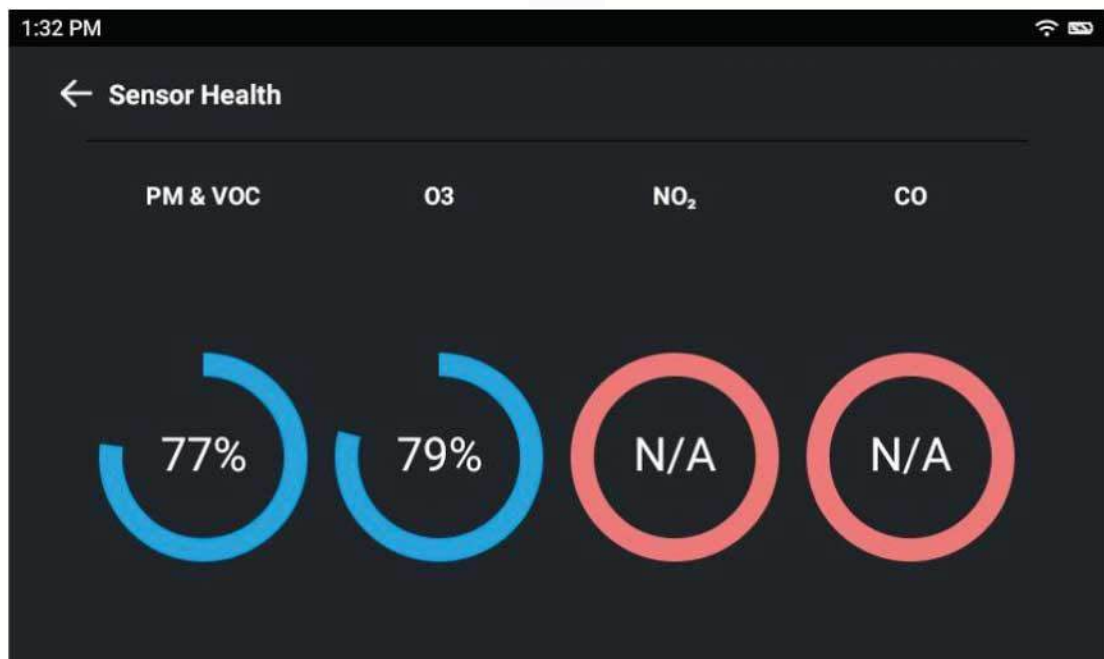 1:32 PM
Sensor Health
PM & VOC O3 NO₂ CO
77% 79% N/A N/A